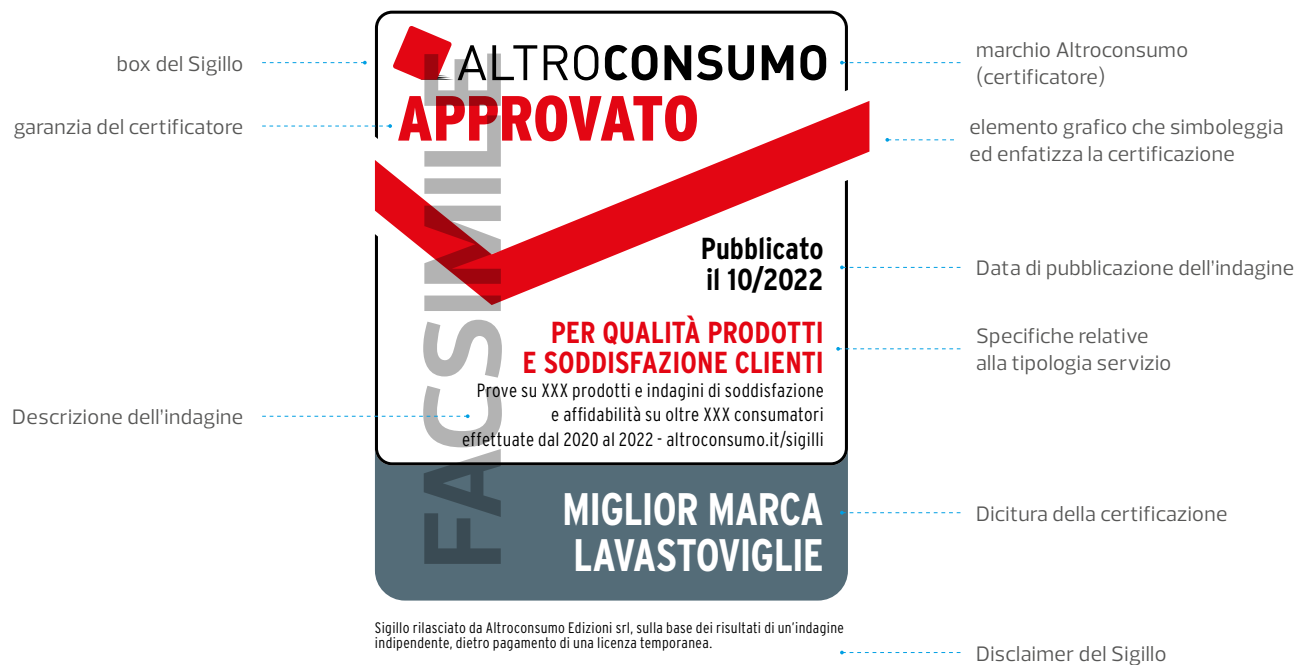 box del Sigillo
garanzia del certificatore
Descrizione dell'indagine
ALTROCONSUMO
APPROVATO
FACSIMILE
Pubblicato
il 10/2022
PER QUALITÀ PRODOTTI
E SODDISFAZIONE CLIENTI
Prove su XXX prodotti e indagini di soddisfazione
e affidabilità su oltre XXX consumatori
effettuate dal 2020 al 2022 - altroconsumo.it/sigilli
MIGLIOR MARCA
LAVASTOVIGLIE
Sigillo rilasciato da Altroconsumo Edizioni srl, sulla base dei risultati di un'indagine
indipendente, dietro pagamento di una licenza temporanea.
marchio Altroconsumo
(certificatore)
elemento grafico che simboleggia
ed enfatizza la certificazione
Data di pubblicazione dell'indagine
Specifiche relative
alla tipologia servizio
Dicitura della certificazione
Disclaimer del Sigillo